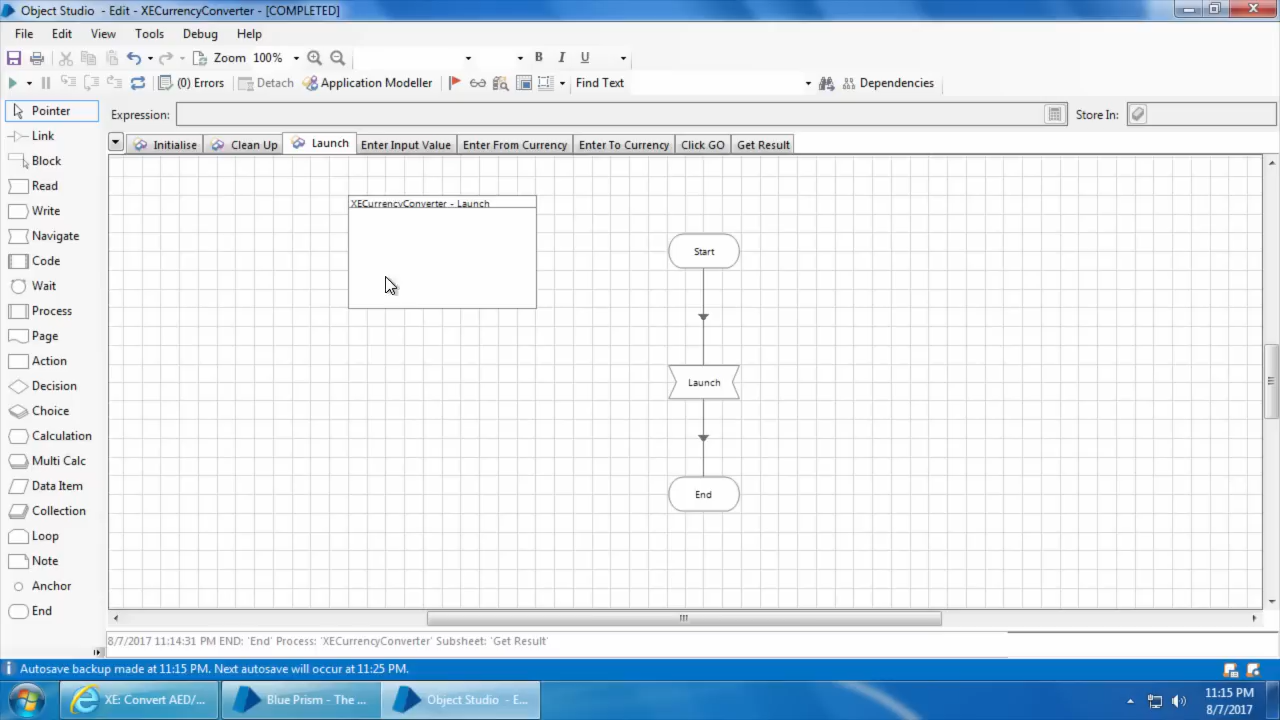 Object Studio - Edit - XECurrencyConverter - [COMPLETED]
File Edit View Tools Debug Help
Zoom 100% B I U
(0) Errors Detach Application Modeller Find Text Dependencies
Pointer
Link
Block
Read
Write
Navigate
Code
Wait
Process
Page
Action
Decision
Choice
Calculation
Multi Calc
Data Item
Collection
Loop
Note
Anchor
End
Expression: Store In:
Initialise Clean Up Launch Enter Input Value Enter From Currency Enter To Currency Click GO Get Result
XECurrencyConverter - Launch
Start
Launch
End
8/7/2017 11:14:31 PM END: 'End' Process: 'XECurrencyConverter' Subsheet: 'Get Result'
Autosave backup made at 11:15 PM. Next autosave will occur at 11:25 PM.
XE: Convert AED/... Blue Prism - The ... Object Studio - E...
11:15 PM
8/7/2017